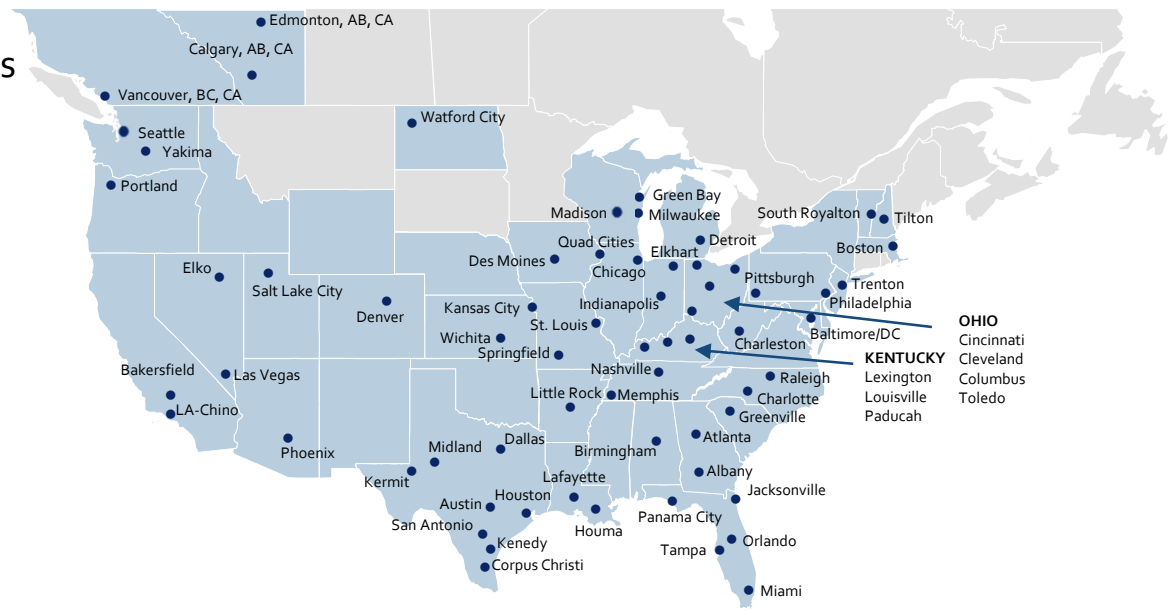 Edmonton, AB, CA
Calgary, AB, CA
s
Vancouver, BC, CA
Watford City
Seattle
Yakima
Portland
Green Bay
Madison
Milwaukee
South Royalton
Tilton
Detroit
Quad Cities
Boston
Elkhart
Des Moines
Chicago
Elko
Salt Lake City
Pittsburgh
Trenton
Indianapolis
Philadelphia
Kansas City
Denver
St. Louis
OHIO
Baltimore/DC
Wichita
Cincinnati
Charleston
Springfield
Cleveland
KENTUCKY
Bakersfield
Nashville
Las Vegas
Raleigh
Lexington
Columbus
Little Rock
Memphis
Louisville
Toledo
Charlotte
LA-Chino
Paducah
Greenville
Dallas
Atlanta
Midland
Birmingham
Phoenix
Albany
Kermit
Lafayette
Jacksonville
Houston
Austin
Panama City
San Antonio
Houma
Kenedy
Orlando
Tampa
Corpus Christi
Miami